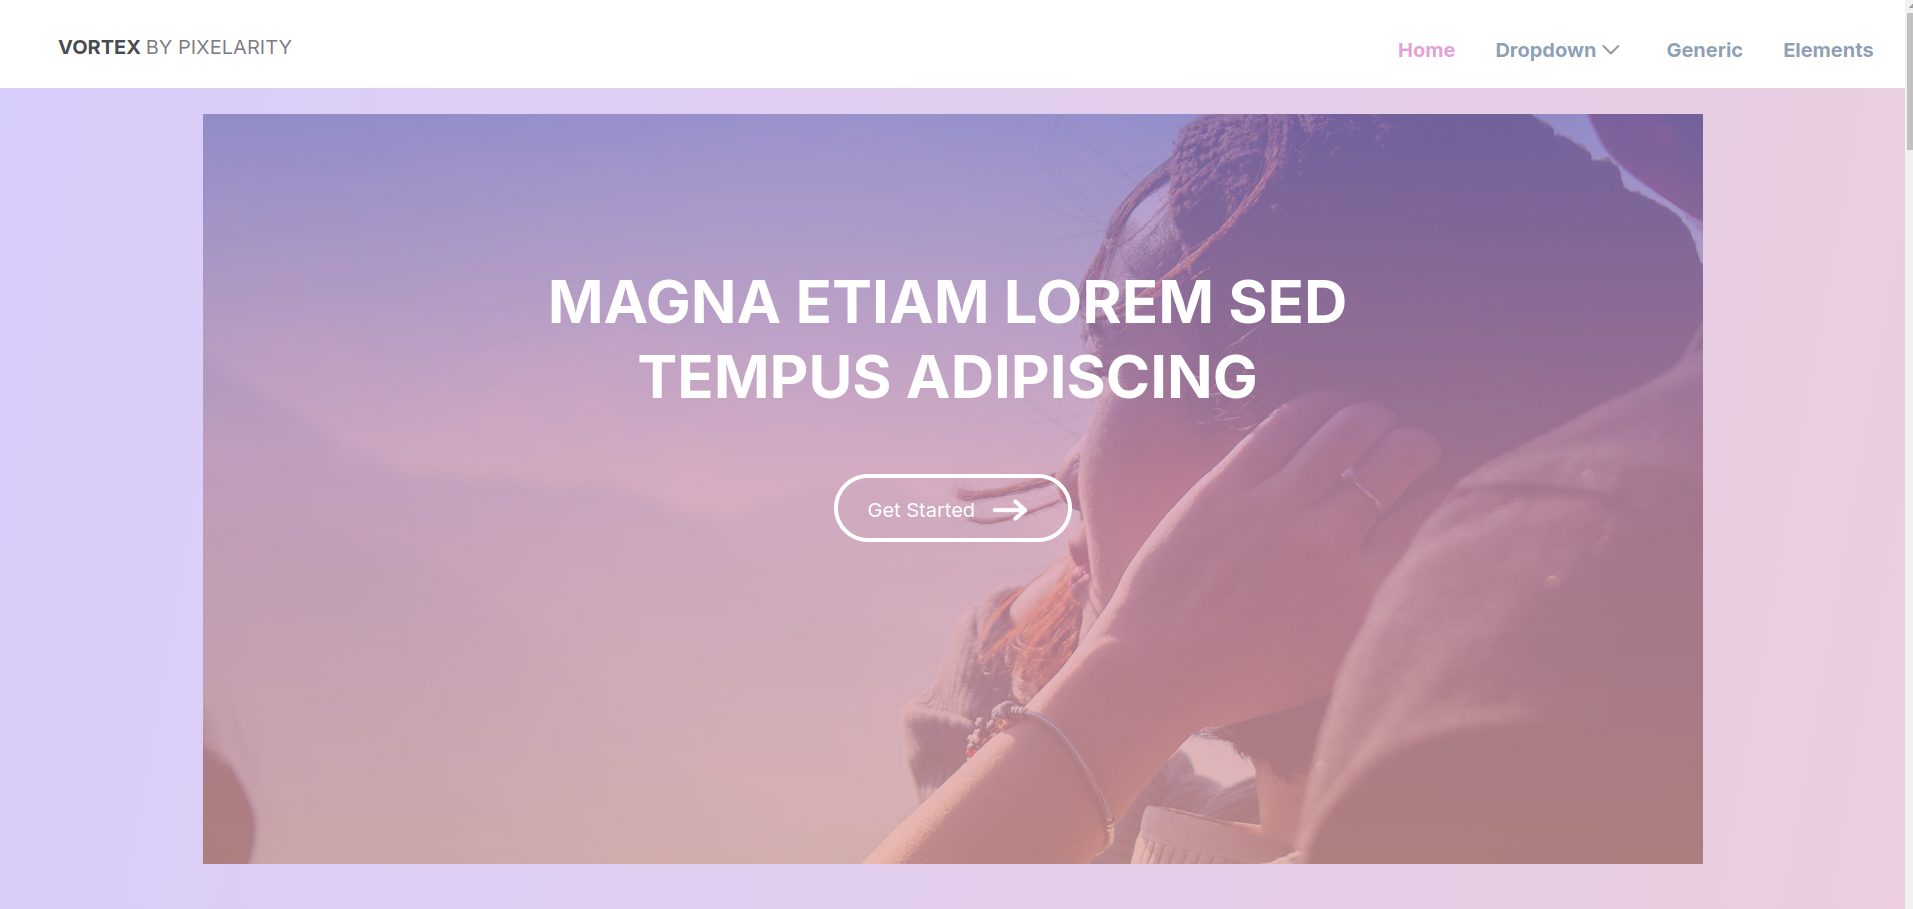 VORTEX BY PIXELARITY
Home Dropdown Generic Elements
MAGNA ETIAM LOREM SED
TEMPUS ADIPISCING
Get Started